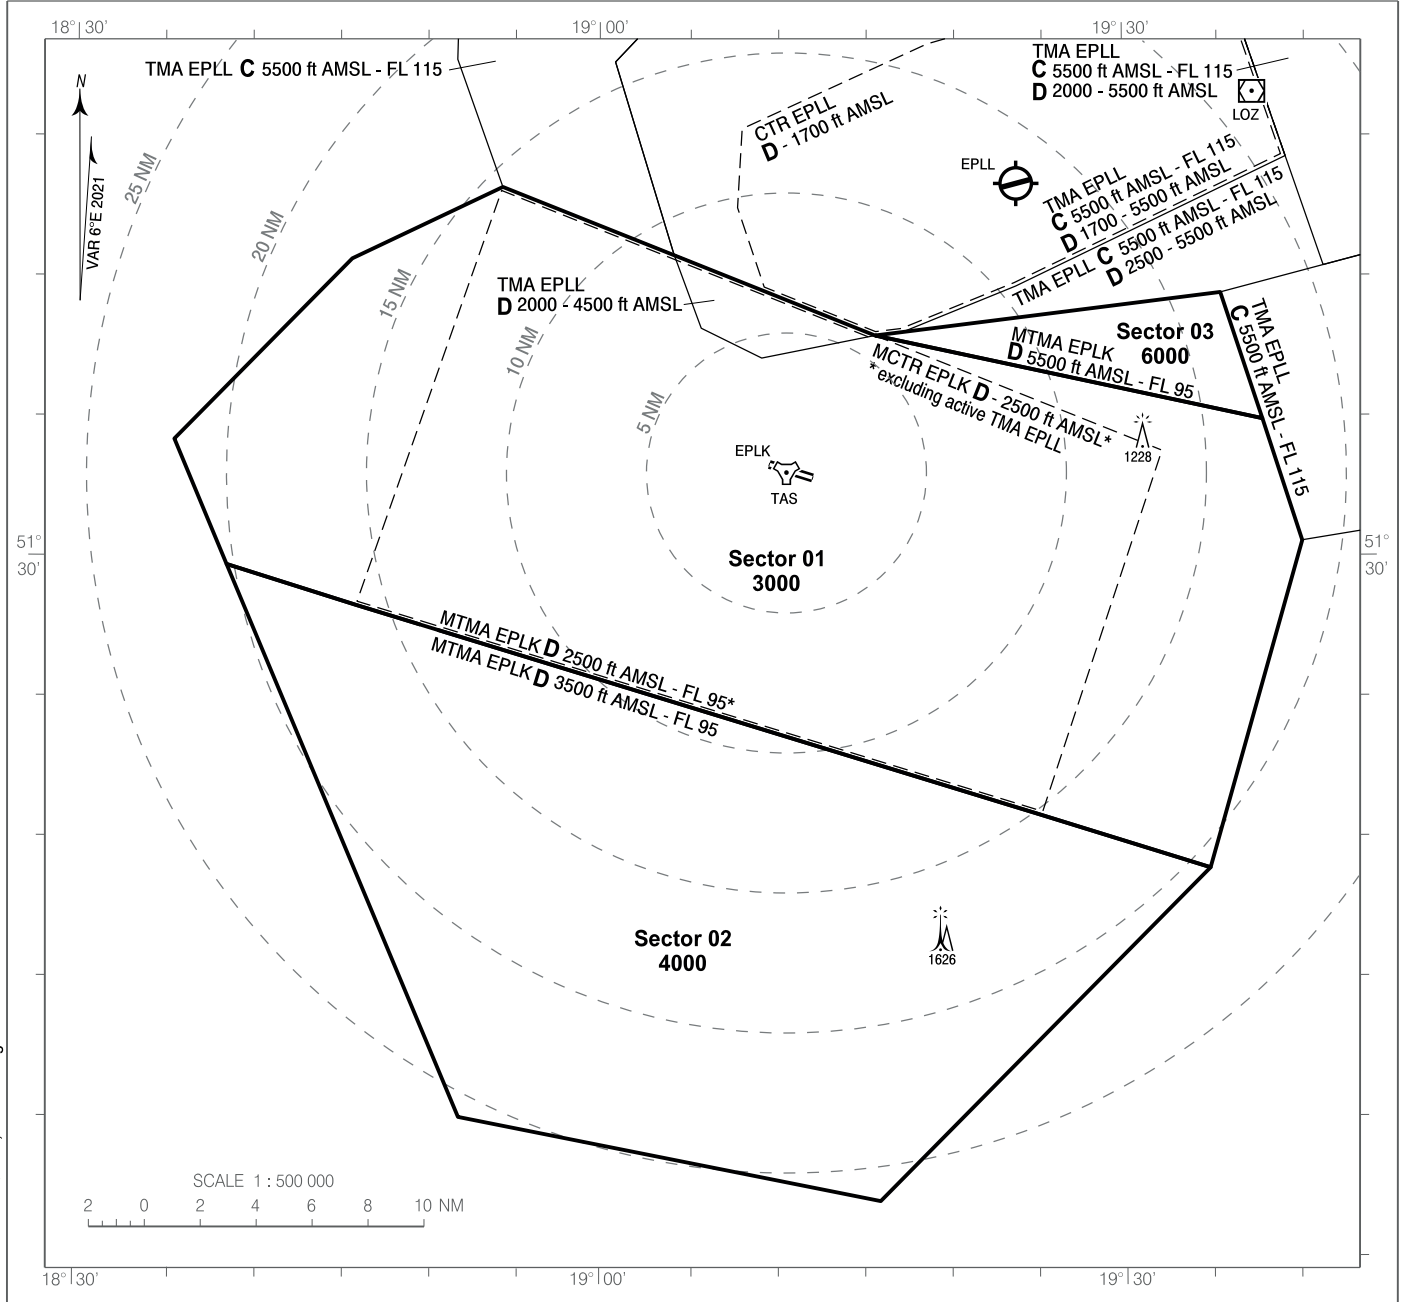 18° 30'
19° 00'
19° 30'
TMA EPLL C 5500 ft AMSL - FL 115
TMA EPLL
C 5500 ft AMSL - FL 115
D 2000 - 5500 ft AMSL
LOZ
N
VAR 6°E 2021
25 NM
20 NM
15 NM
10 NM
5 NM
CTR EPLL
D - 1700 ft AMSL
EPLL
TMA EPLL
C 5500 ft AMSL - FL 115
D 1700 - 5500 ft AMSL
TMA EPLL C 5500 ft AMSL - FL 115
D 2500 - 5500 ft AMSL
TMA EPLL
D 2000 - 4500 ft AMSL
Sector 03
6000
MTMA EPLK
D 5500 ft AMSL - FL 95
TMA EPLL
C 5500 ft AMSL - FL 115
MCTR EPLK D - 2500 ft AMSL*
*excluding active TMA EPLL
1228
EPLK
TAS
51°
30'
51°
30'
Sector 01
3000
MTMA EPLK D 2500 ft AMSL - FL 95*
MTMA EPLK D 3500 ft AMSL - FL 95
Sector 02
4000
1626
SCALE 1 : 500 000
2 0 2 4 6 8 10 NM
18° 30'
19° 00'
19° 30'